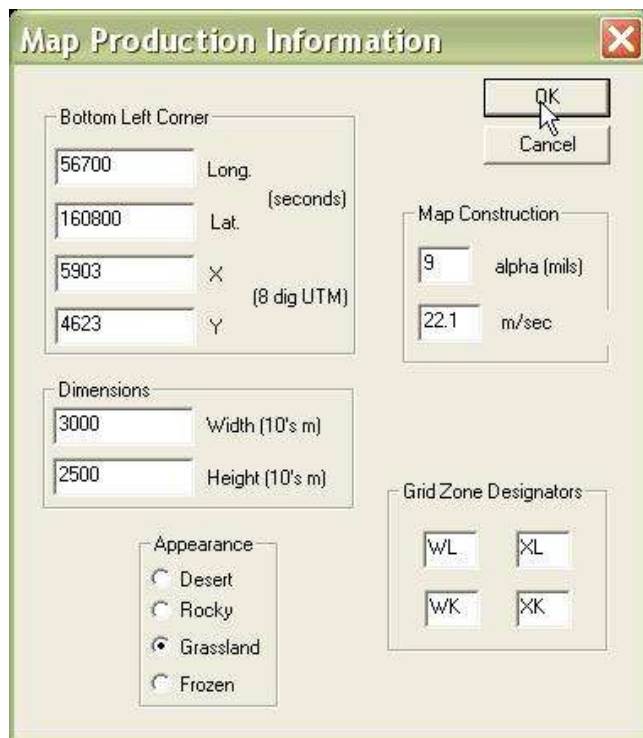 Map Production Information
OK
Cancel
Bottom Left Corner
56700 Long.
(seconds)
160800 Lat.
5903 X
(8 dig UTM)
4623 Y
Map Construction
9 alpha (mils)
22.1 m/sec
Dimensions
3000 Width (10's m)
2500 Height (10's m)
Appearance
Desert
Rocky
Grassland
Frozen
Grid Zone Designators
WL XL
WK XK